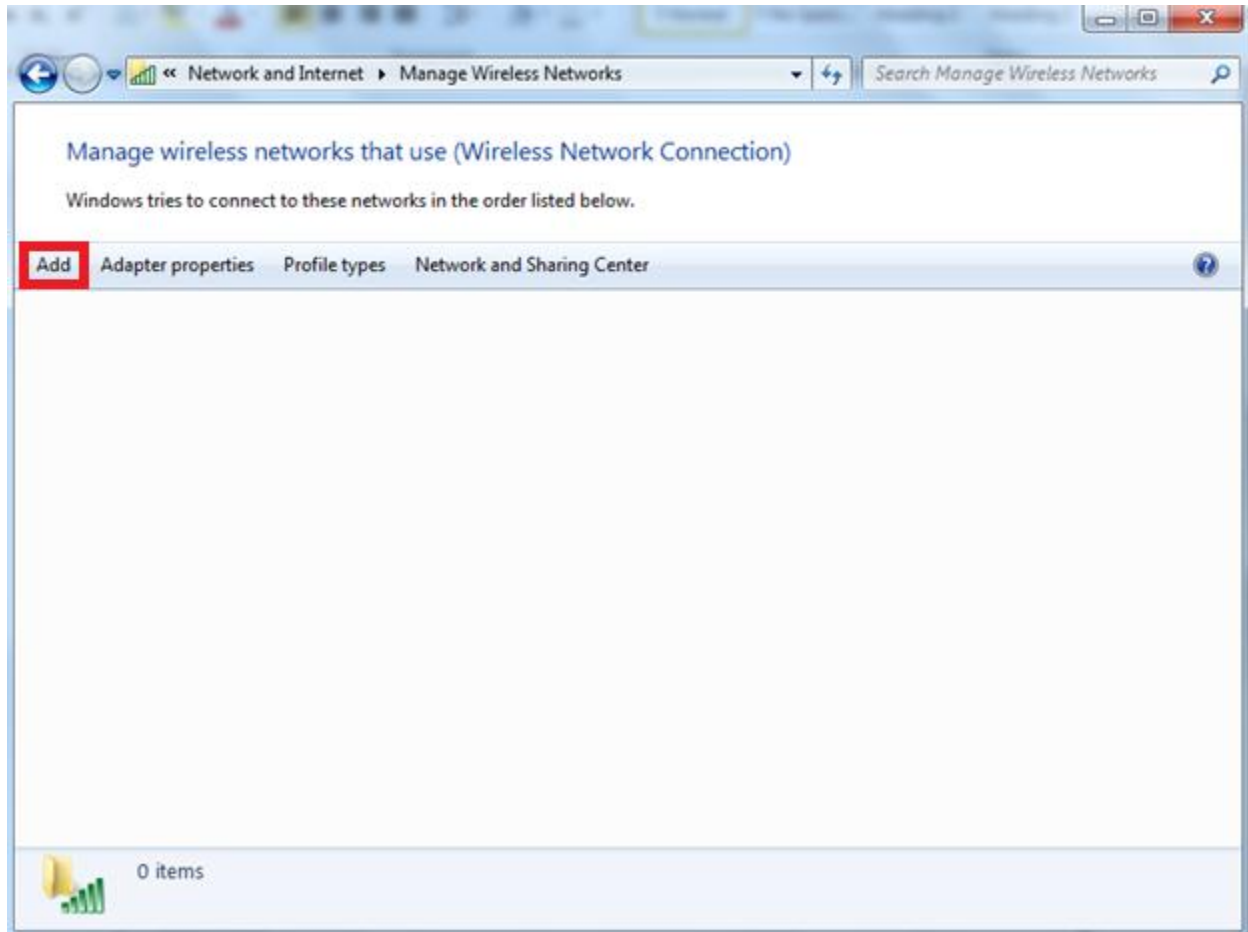 « Network and Internet ▸ Manage Wireless Networks
Search Manage Wireless Networks
Manage wireless networks that use (Wireless Network Connection)
Windows tries to connect to these networks in the order listed below.
Add Adapter properties Profile types Network and Sharing Center
0 items